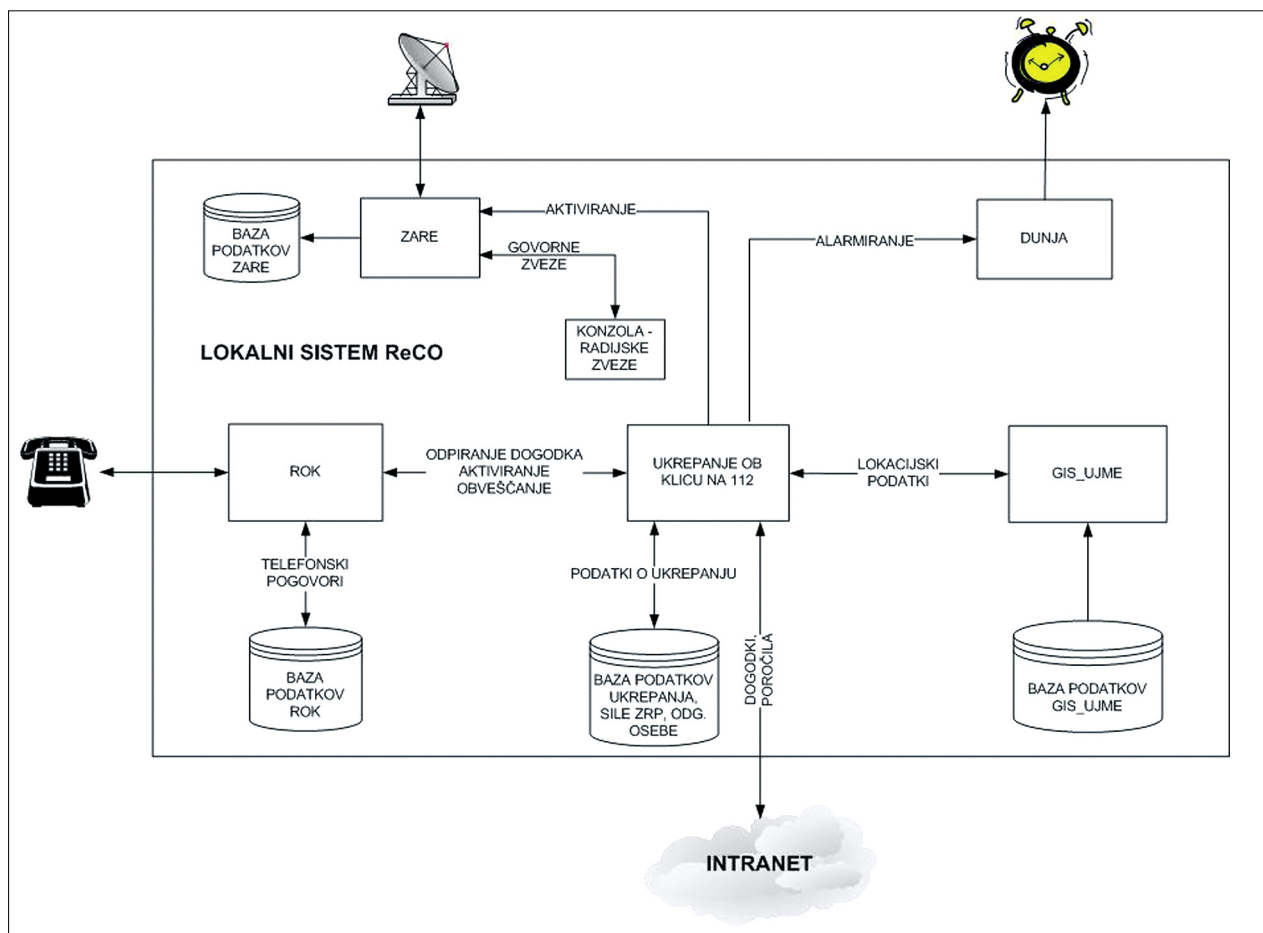 AKTIVIRANJE
BAZA
PODATKOV
ZARE
ZARE
GOVORNE
ZVEZE
ALARMIRANJE
DUNJA
KONZOLA -
RADIJSKE
ZVEZE
LOKALNI SISTEM ReCO
ROK
ODPIRANJE DOGODKA
AKTIVIRANJE
OBVEŠČANJE
UKREPANJE OB
KLICU NA 112
LOKACIJSKI
PODATKI
GIS_UJME
TELEFONSKI
POGOVORI
PODATKI O UKREPANJU
DOGODKI,
POROČILA
BAZA
PODATKOV
ROK
BAZA PODATKOV
UKREPANJA,
SILE ZRP, ODG.
OSEBE
BAZA PODATKOV
GIS_UJME
INTRANET